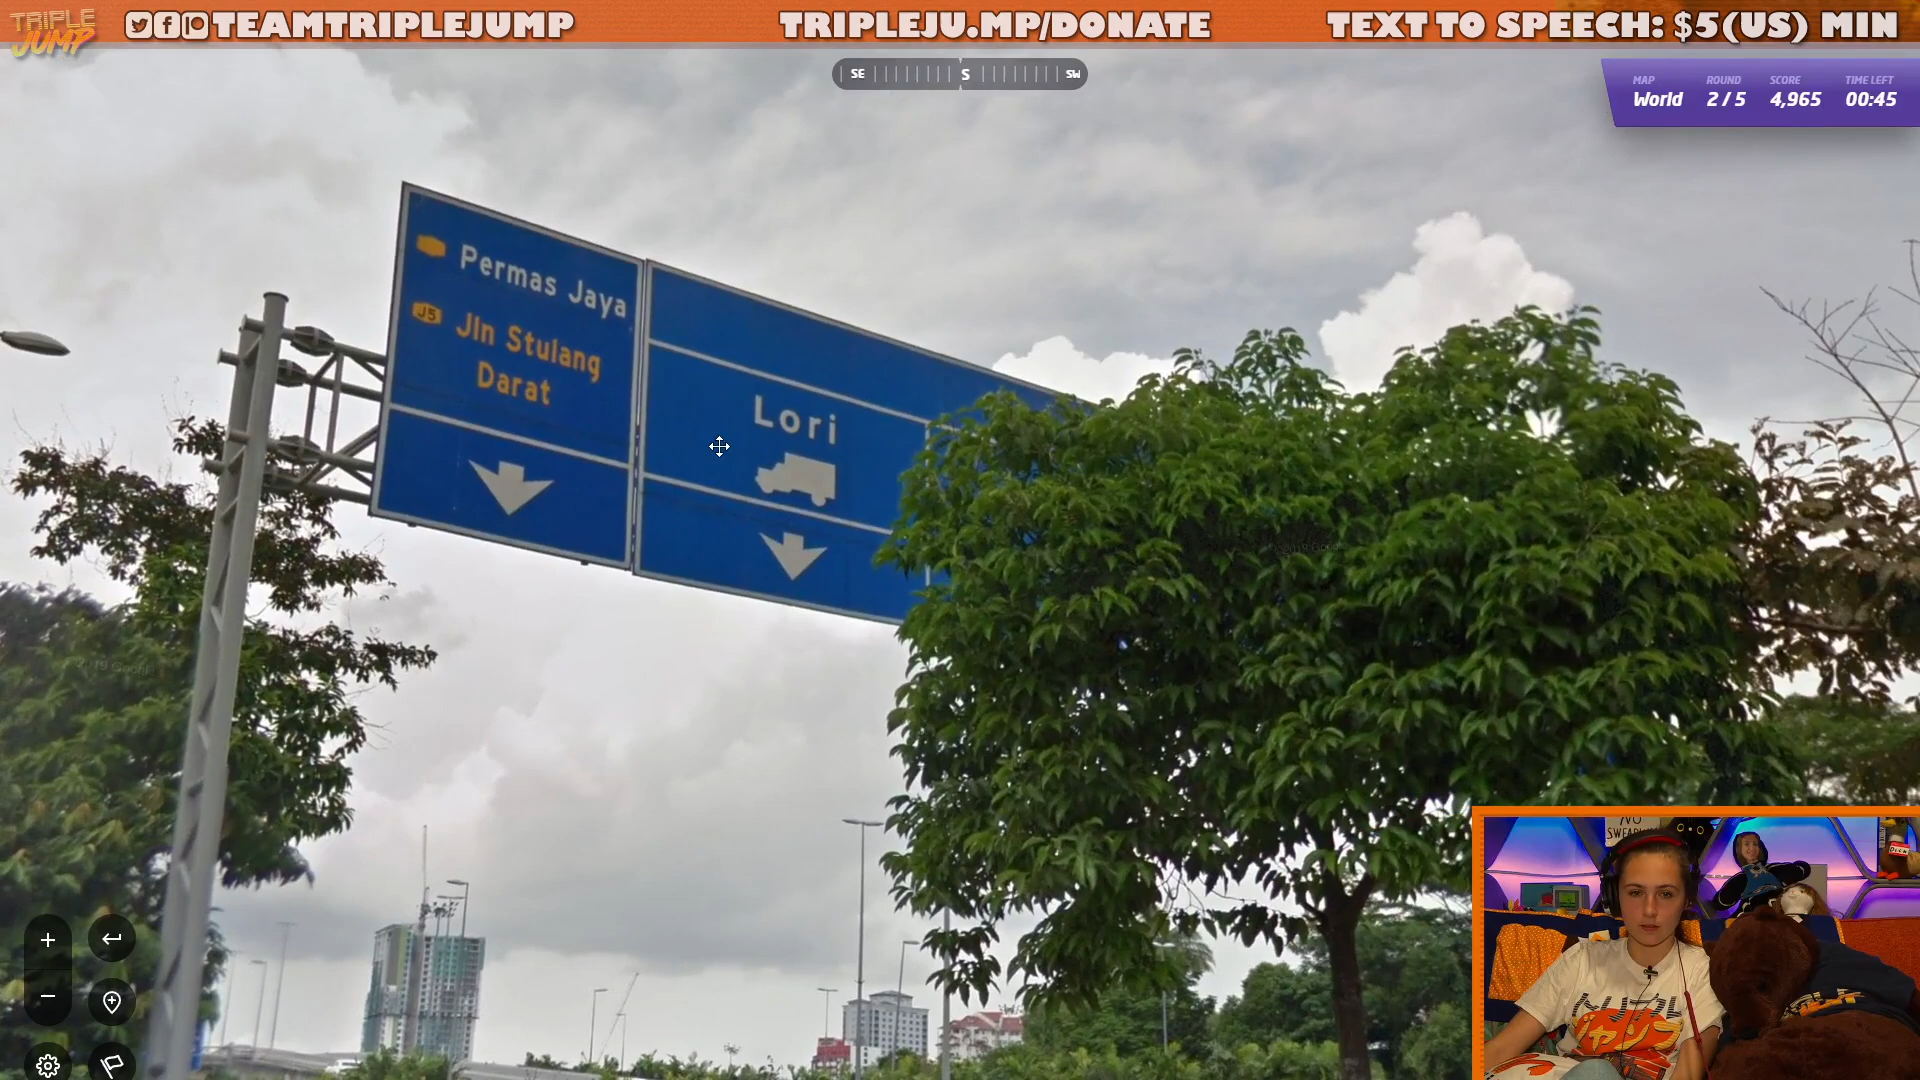 TRIPLE
JUMP
TEAMTRIPLEJUMP
TRIPLEJU.MP/DONATE
TEXT TO SPEECH: $5(US) MIN
SE S SW
MAP ROUND SCORE TIME LEFT
World 2 / 5 4,965 00:45
Permas Jaya
J5 Jln Stulang
Darat
Lori
NO